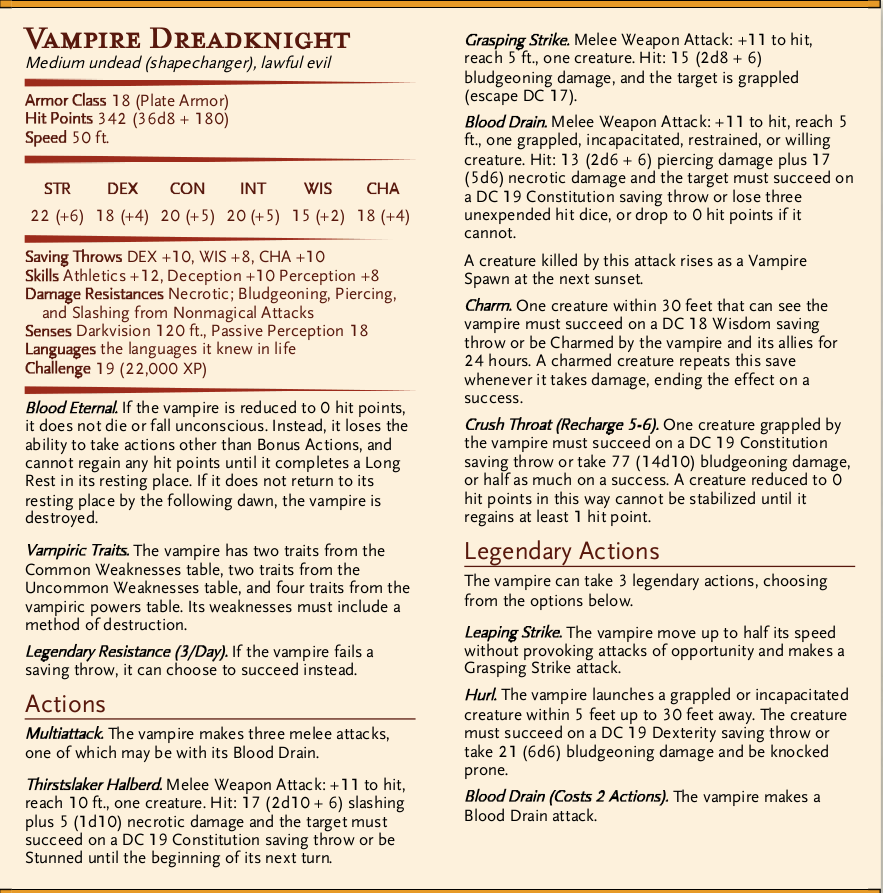 Vampire Dreadknight
Medium undead (shapechanger), lawful evil
Armor Class 18 (Plate Armor)
Hit Points 342 (36d8 + 180)
Speed 50 ft.
STR DEX CON INT WIS CHA
22 (+6) 18 (+4) 20 (+5) 20 (+5) 15 (+2) 18 (+4)
Saving Throws DEX +10, WIS +8, CHA +10
Skills Athletics +12, Deception +10 Perception +8
Damage Resistances Necrotic; Bludgeoning, Piercing,
and Slashing from Nonmagical Attacks
Senses Darkvision 120 ft., Passive Perception 18
Languages the languages it knew in life
Challenge 19 (22,000 XP)
Blood Eternal. If the vampire is reduced to 0 hit points,
it does not die or fall unconscious. Instead, it loses the
ability to take actions other than Bonus Actions, and
cannot regain any hit points until it completes a Long
Rest in its resting place. If it does not return to its
resting place by the following dawn, the vampire is
destroyed.
Vampiric Traits. The vampire has two traits from the
Common Weaknesses table, two traits from the
Uncommon Weaknesses table, and four traits from the
vampiric powers table. Its weaknesses must include a
method of destruction.
Legendary Resistance (3/Day). If the vampire fails a
saving throw, it can choose to succeed instead.
Actions
Multiattack. The vampire makes three melee attacks,
one of which may be with its Blood Drain.
Thirstslaker Halberd. Melee Weapon Attack: +11 to hit,
reach 10 ft., one creature. Hit: 17 (2d10 + 6) slashing
plus 5 (1d10) necrotic damage and the target must
succeed on a DC 19 Constitution saving throw or be
Stunned until the beginning of its next turn.
Grasping Strike. Melee Weapon Attack: +11 to hit,
reach 5 ft., one creature. Hit: 15 (2d8 + 6)
bludgeoning damage, and the target is grappled
(escape DC 17).
Blood Drain. Melee Weapon Attack: +11 to hit, reach 5
ft., one grappled, incapacitated, restrained, or willing
creature. Hit: 13 (2d6 + 6) piercing damage plus 17
(5d6) necrotic damage and the target must succeed on
a DC 19 Constitution saving throw or lose three
unexpended hit dice, or drop to 0 hit points if it
cannot.
A creature killed by this attack rises as a Vampire
Spawn at the next sunset.
Charm. One creature within 30 feet that can see the
vampire must succeed on a DC 18 Wisdom saving
throw or be Charmed by the vampire and its allies for
24 hours. A charmed creature repeats this save
whenever it takes damage, ending the effect on a
success.
Crush Throat (Recharge 5-6). One creature grappled by
the vampire must succeed on a DC 19 Constitution
saving throw or take 77 (14d10) bludgeoning damage,
or half as much on a success. A creature reduced to 0
hit points in this way cannot be stabilized until it
regains at least 1 hit point.
Legendary Actions
The vampire can take 3 legendary actions, choosing
from the options below.
Leaping Strike. The vampire move up to half its speed
without provoking attacks of opportunity and makes a
Grasping Strike attack.
Hurl. The vampire launches a grappled or incapacitated
creature within 5 feet up to 30 feet away. The creature
must succeed on a DC 19 Dexterity saving throw or
take 21 (6d6) bludgeoning damage and be knocked
prone.
Blood Drain (Costs 2 Actions). The vampire makes a
Blood Drain attack.